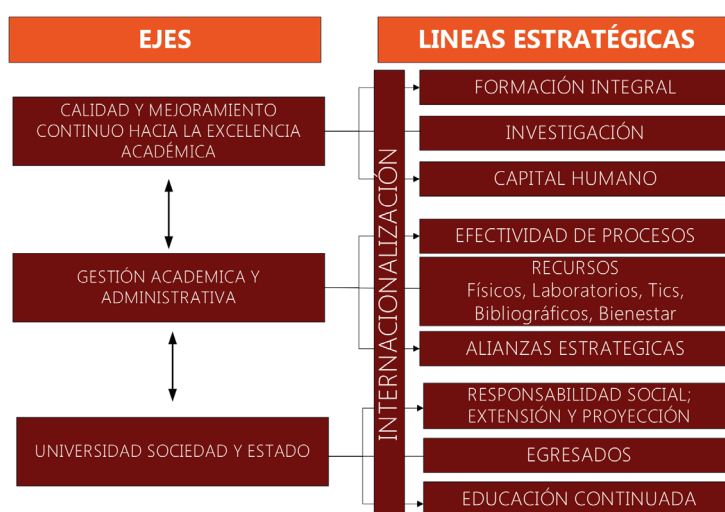 EJES
LINEAS ESTRATÉGICAS
CALIDAD Y MEJORAMIENTO
CONTINUO HACIA LA EXCELENCIA
ACADÉMICA
GESTIÓN ACADEMICA Y
ADMINISTRATIVA
UNIVERSIDAD SOCIEDAD Y ESTADO
INTERNACIONALIZACIÓN
FORMACIÓN INTEGRAL
INVESTIGACIÓN
CAPITAL HUMANO
EFECTIVIDAD DE PROCESOS
RECURSOS
Físicos, Laboratorios, Tics,
Bibliográficos, Bienestar
ALIANZAS ESTRATEGICAS
RESPONSABILIDAD SOCIAL;
EXTENSIÓN Y PROYECCIÓN
EGRESADOS
EDUCACIÓN CONTINUADA